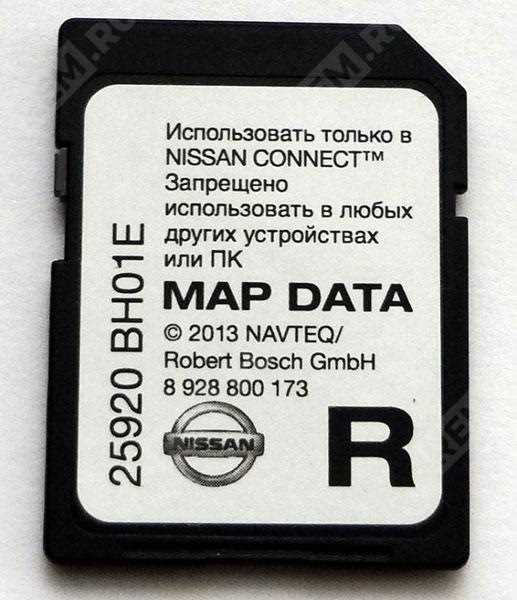 Использовать только в
NISSAN CONNECT™
Запрещено
использовать в любых
других устройствах
или ПК
MAP DATA
© 2013 NAVTEQ/
Robert Bosch GmbH
8 928 800 173
NISSAN
R
25920 BH01E